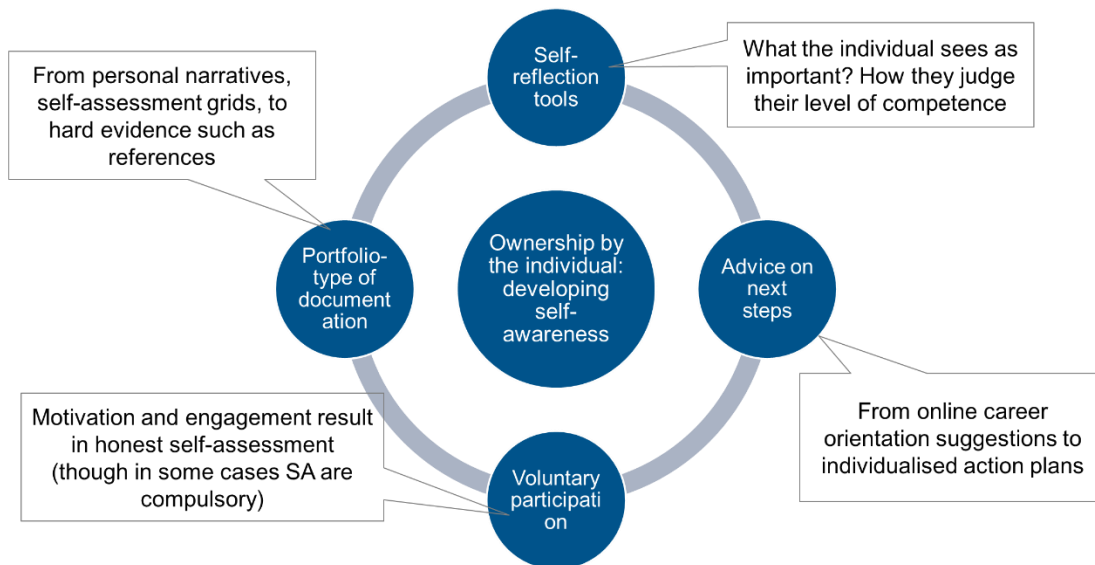 Self-
reflection
tools
What the individual sees as
important? How they judge
their level of competence
From personal narratives,
self-assessment grids, to
hard evidence such as
references
Portfolio-
type of
document
ation
Ownership by
the individual:
developing
self-
awareness
Advice on
next
steps
Motivation and engagement result
in honest self-assessment
(though in some cases SA are
compulsory)
Voluntary
participati
on
From online career
orientation suggestions to
individualised action plans